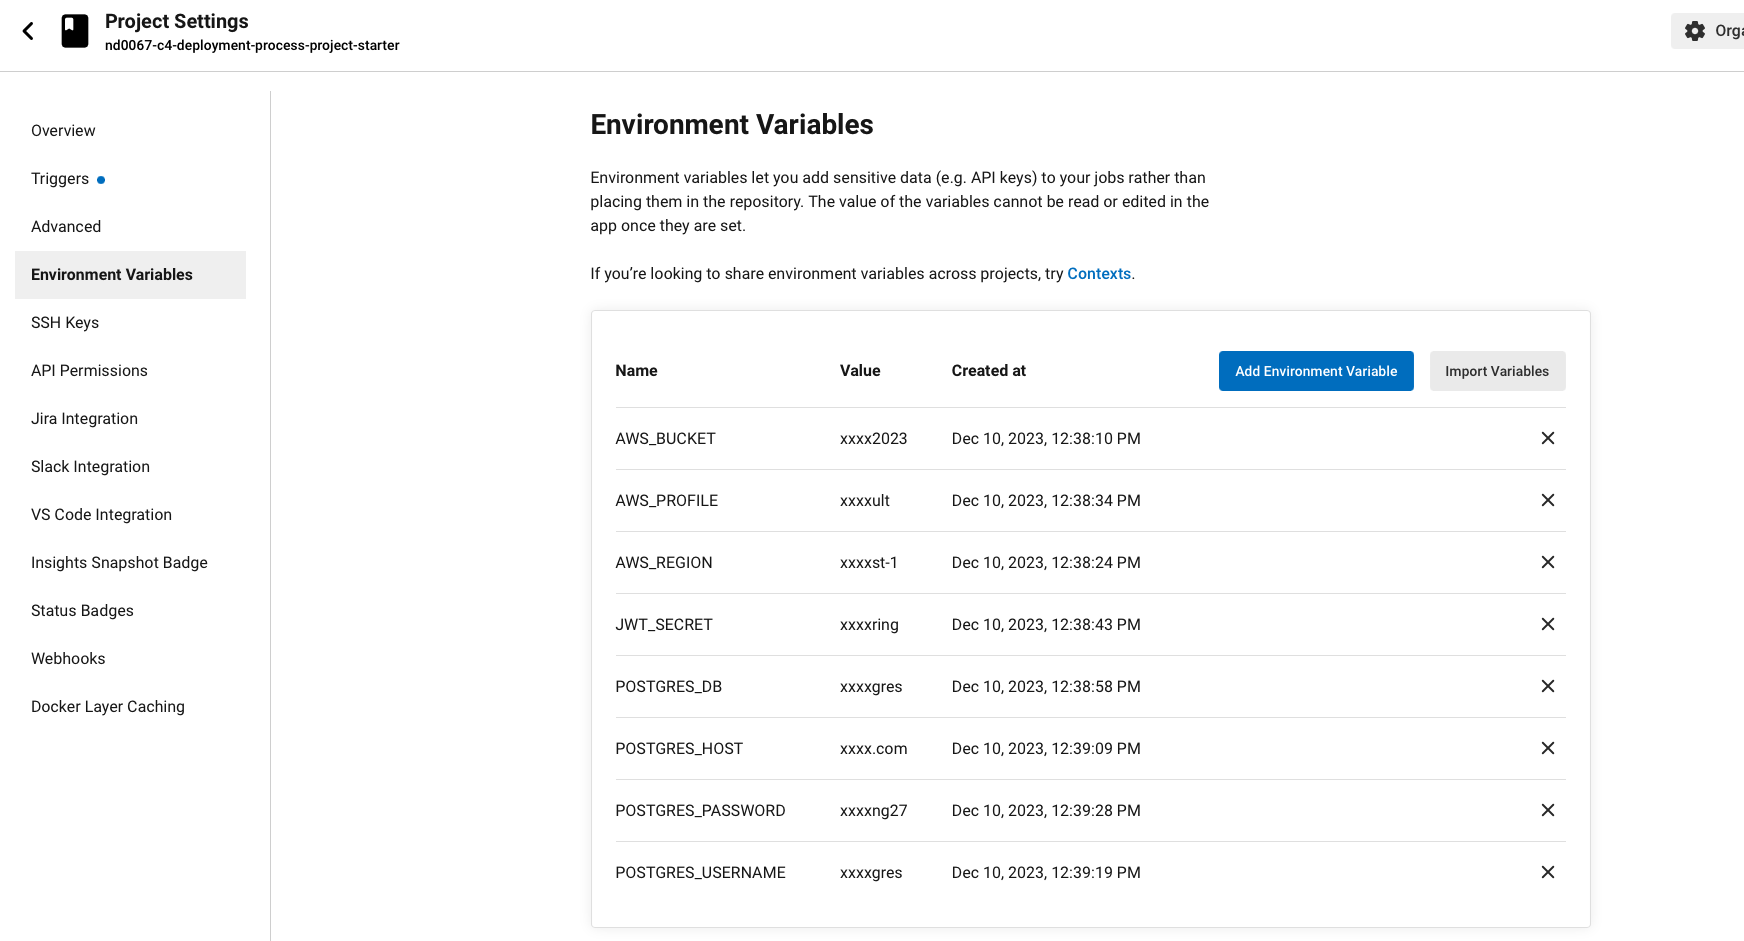 Project Settings
nd0067-c4-deployment-process-project-starter
Overview
Triggers
Advanced
Environment Variables
SSH Keys
API Permissions
Jira Integration
Slack Integration
VS Code Integration
Insights Snapshot Badge
Status Badges
Webhooks
Docker Layer Caching
Environment Variables
Environment variables let you add sensitive data (e.g. API keys) to your jobs rather than
placing them in the repository. The value of the variables cannot be read or edited in the
app once they are set.
If you’re looking to share environment variables across projects, try Contexts.
Name Value Created at Add Environment Variable Import Variables
AWS_BUCKET xxxx2023 Dec 10, 2023, 12:38:10 PM
AWS_PROFILE xxxxult Dec 10, 2023, 12:38:34 PM
AWS_REGION xxxxst-1 Dec 10, 2023, 12:38:24 PM
JWT_SECRET xxxxring Dec 10, 2023, 12:38:43 PM
POSTGRES_DB xxxxgres Dec 10, 2023, 12:38:58 PM
POSTGRES_HOST xxxx.com Dec 10, 2023, 12:39:09 PM
POSTGRES_PASSWORD xxxxng27 Dec 10, 2023, 12:39:28 PM
POSTGRES_USERNAME xxxxgres Dec 10, 2023, 12:39:19 PM